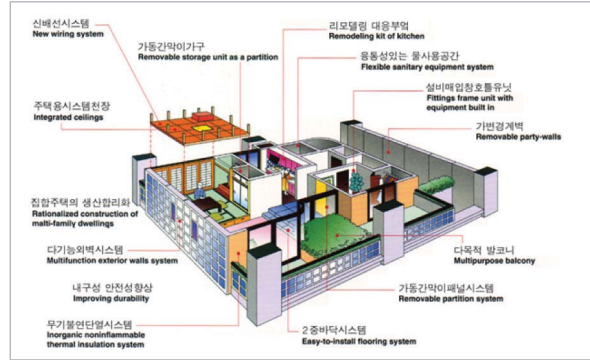 신배선시스템
New wiring system
가동간막이가구
Removable storage unit as a partition
리모델링 대응부엌
Remodeling kit of kitchen
융통성있는 물사용공간
Flexible sanitary equipment system
설비매입창호틀유닛
Fittings frame unit with
equipment built in
주택용시스템천장
Integrated ceilings
가변경계벽
Removable party-walls
집합주택의 생산합리화
Rationalized construction of
malti-family dwellings
다기능외벽시스템
Multifunction exterior walls system
다목적 발코니
Multipurpose balcony
내구성 안전성향상
Improving durability
가동간막이패널시스템
Removable partition system
무기불연단열시스템
Inorganic noninflammable
thermal insulation system
2중바닥시스템
Easy-to-install flooring system